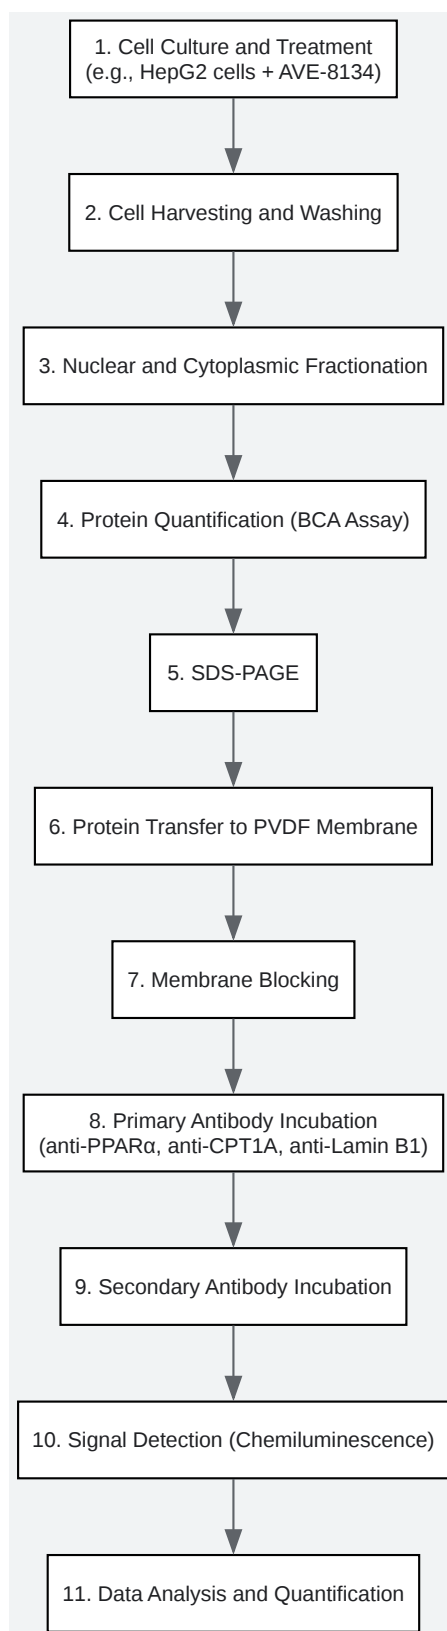 1. Cell Culture and Treatment
(e.g., HepG2 cells + AVE-8134)
2. Cell Harvesting and Washing
3. Nuclear and Cytoplasmic Fractionation
4. Protein Quantification (BCA Assay)
5. SDS-PAGE
6. Protein Transfer to PVDF Membrane
7. Membrane Blocking
8. Primary Antibody Incubation
(anti-PPARα, anti-CPT1A, anti-Lamin B1)
9. Secondary Antibody Incubation
10. Signal Detection (Chemiluminescence)
11. Data Analysis and Quantification